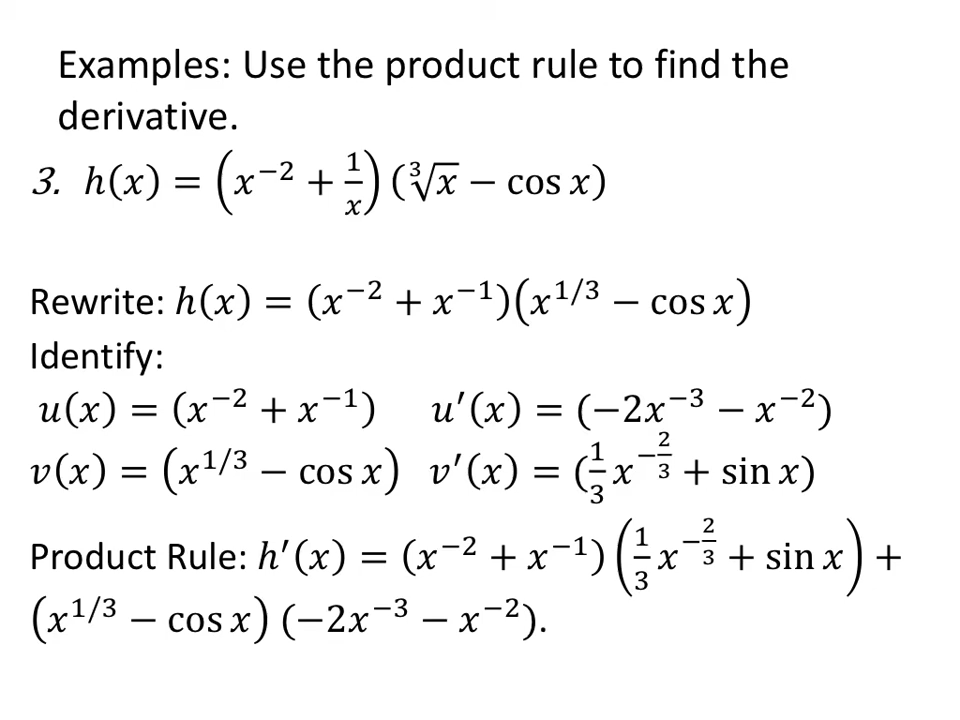 Examples: Use the product rule to find the
derivative.
3. h(x) = (x⁻² + 1/x) (∛x − cos x)
Rewrite: h(x) = (x⁻² + x⁻¹)(x^{1/3} − cos x)
Identify:
u(x) = (x⁻² + x⁻¹) u′(x) = (−2x⁻³ − x⁻²)
v(x) = (x^{1/3} − cos x) v′(x) = (1/3 x^{−2/3} + sin x)
Product Rule: h′(x) = (x⁻² + x⁻¹) (1/3 x^{−2/3} + sin x) +
(x^{1/3} − cos x) (−2x⁻³ − x⁻²).